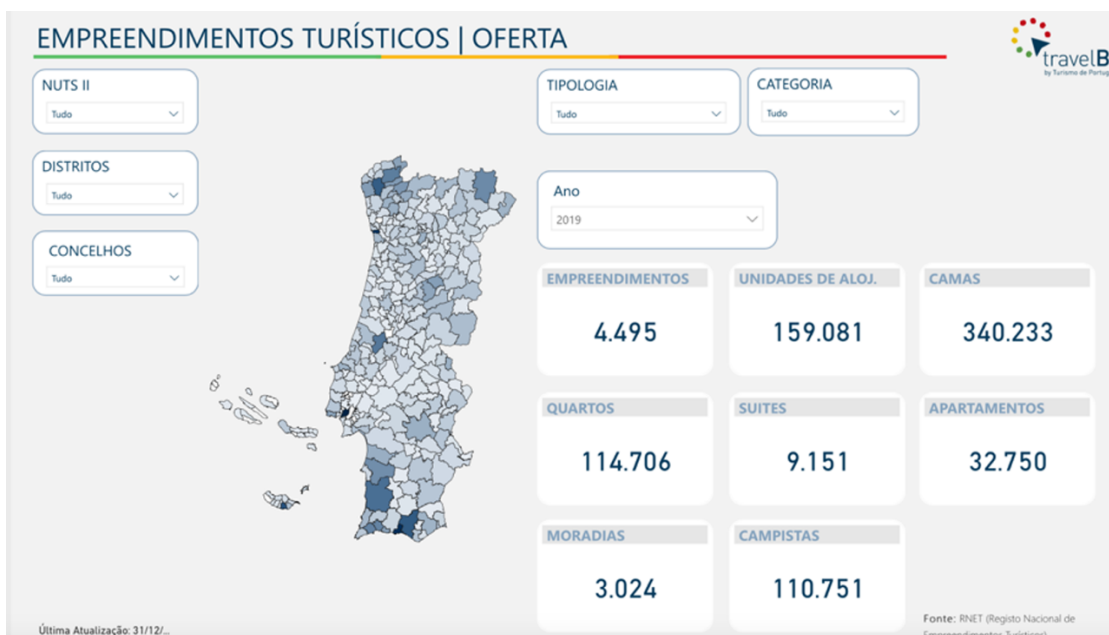 EMPREENDIMENTOS TURÍSTICOS | OFERTA
travelB
by Turismo de Portug
NUTS II
Tudo
DISTRITOS
Tudo
CONCELHOS
Tudo
TIPOLOGIA
Tudo
CATEGORIA
Tudo
Ano
2019
EMPREENDIMENTOS
4.495
UNIDADES DE ALOJ.
159.081
CAMAS
340.233
QUARTOS
114.706
SUITES
9.151
APARTAMENTOS
32.750
MORADIAS
3.024
CAMPISTAS
110.751
Última Atualização: 31/12/...
Fonte: RNET (Registo Nacional de
Empreendimentos Turísticos)